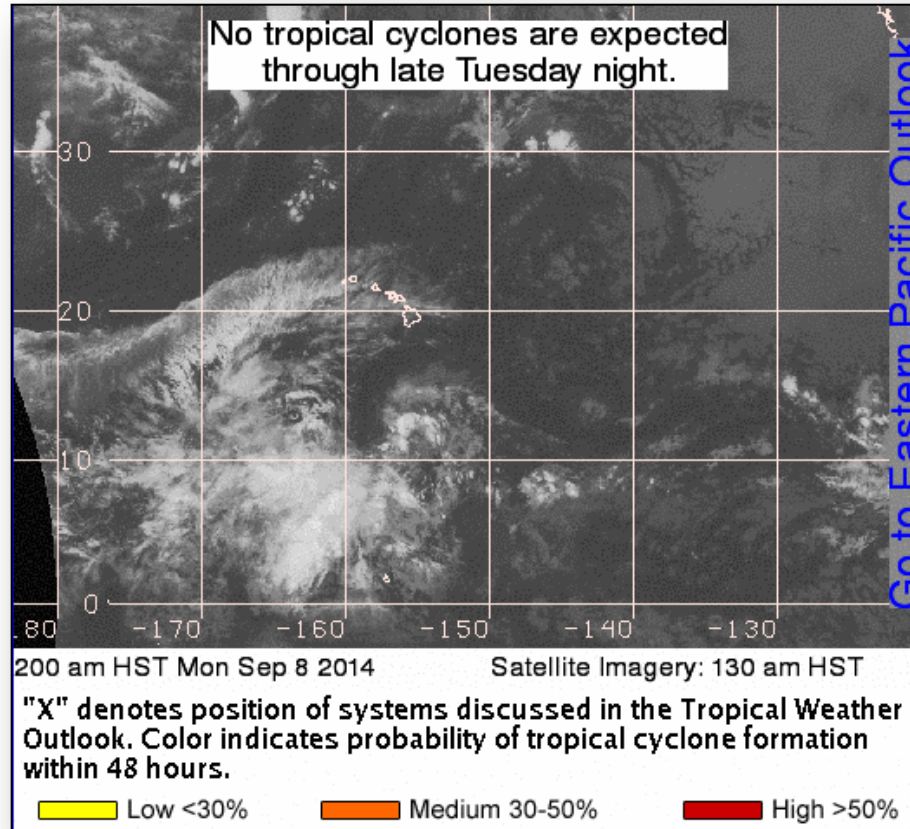 No tropical cyclones are expected
through late Tuesday night.
Go to Eastern Pacific Outlook
30
20
10
0
180 -170 -160 -150 -140 -130
200 am HST Mon Sep 8 2014 Satellite Imagery: 130 am HST
"X" denotes position of systems discussed in the Tropical Weather
Outlook. Color indicates probability of tropical cyclone formation
within 48 hours.
Low <30% Medium 30-50% High >50%